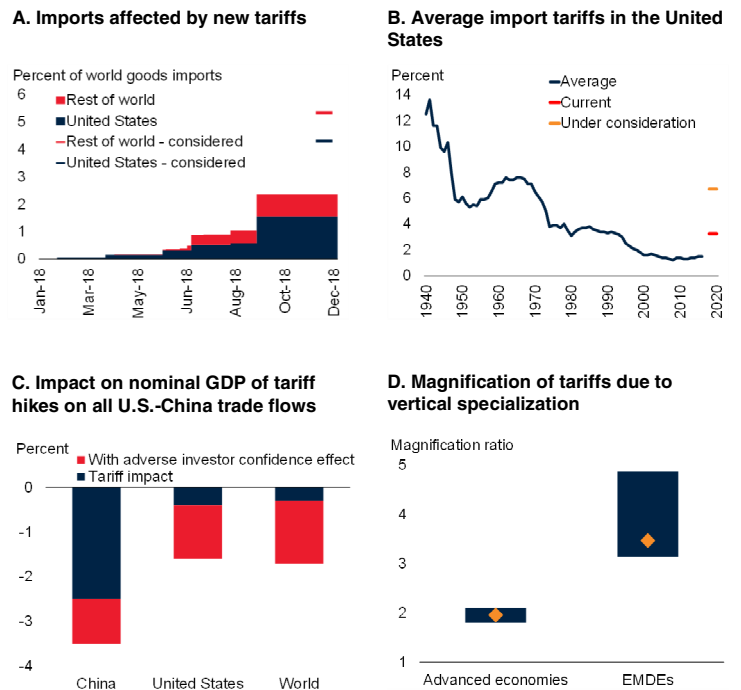 A. Imports affected by new tariffs
Percent of world goods imports
6
5
4
3
2
1
0
Rest of world
United States
Rest of world - considered
United States - considered
Jan-18
Mar-18
May-18
Jun-18
Aug-18
Oct-18
Dec-18
B. Average import tariffs in the United
States
Percent
14
12
10
8
6
4
2
0
Average
Current
Under consideration
1940
1950
1960
1970
1980
1990
2000
2010
2020
C. Impact on nominal GDP of tariff
hikes on all U.S.-China trade flows
Percent
With adverse investor confidence effect
Tariff impact
0
-1
-2
-3
-4
China
United States
World
D. Magnification of tariffs due to
vertical specialization
Magnification ratio
5
4
3
2
1
Advanced economies
EMDEs